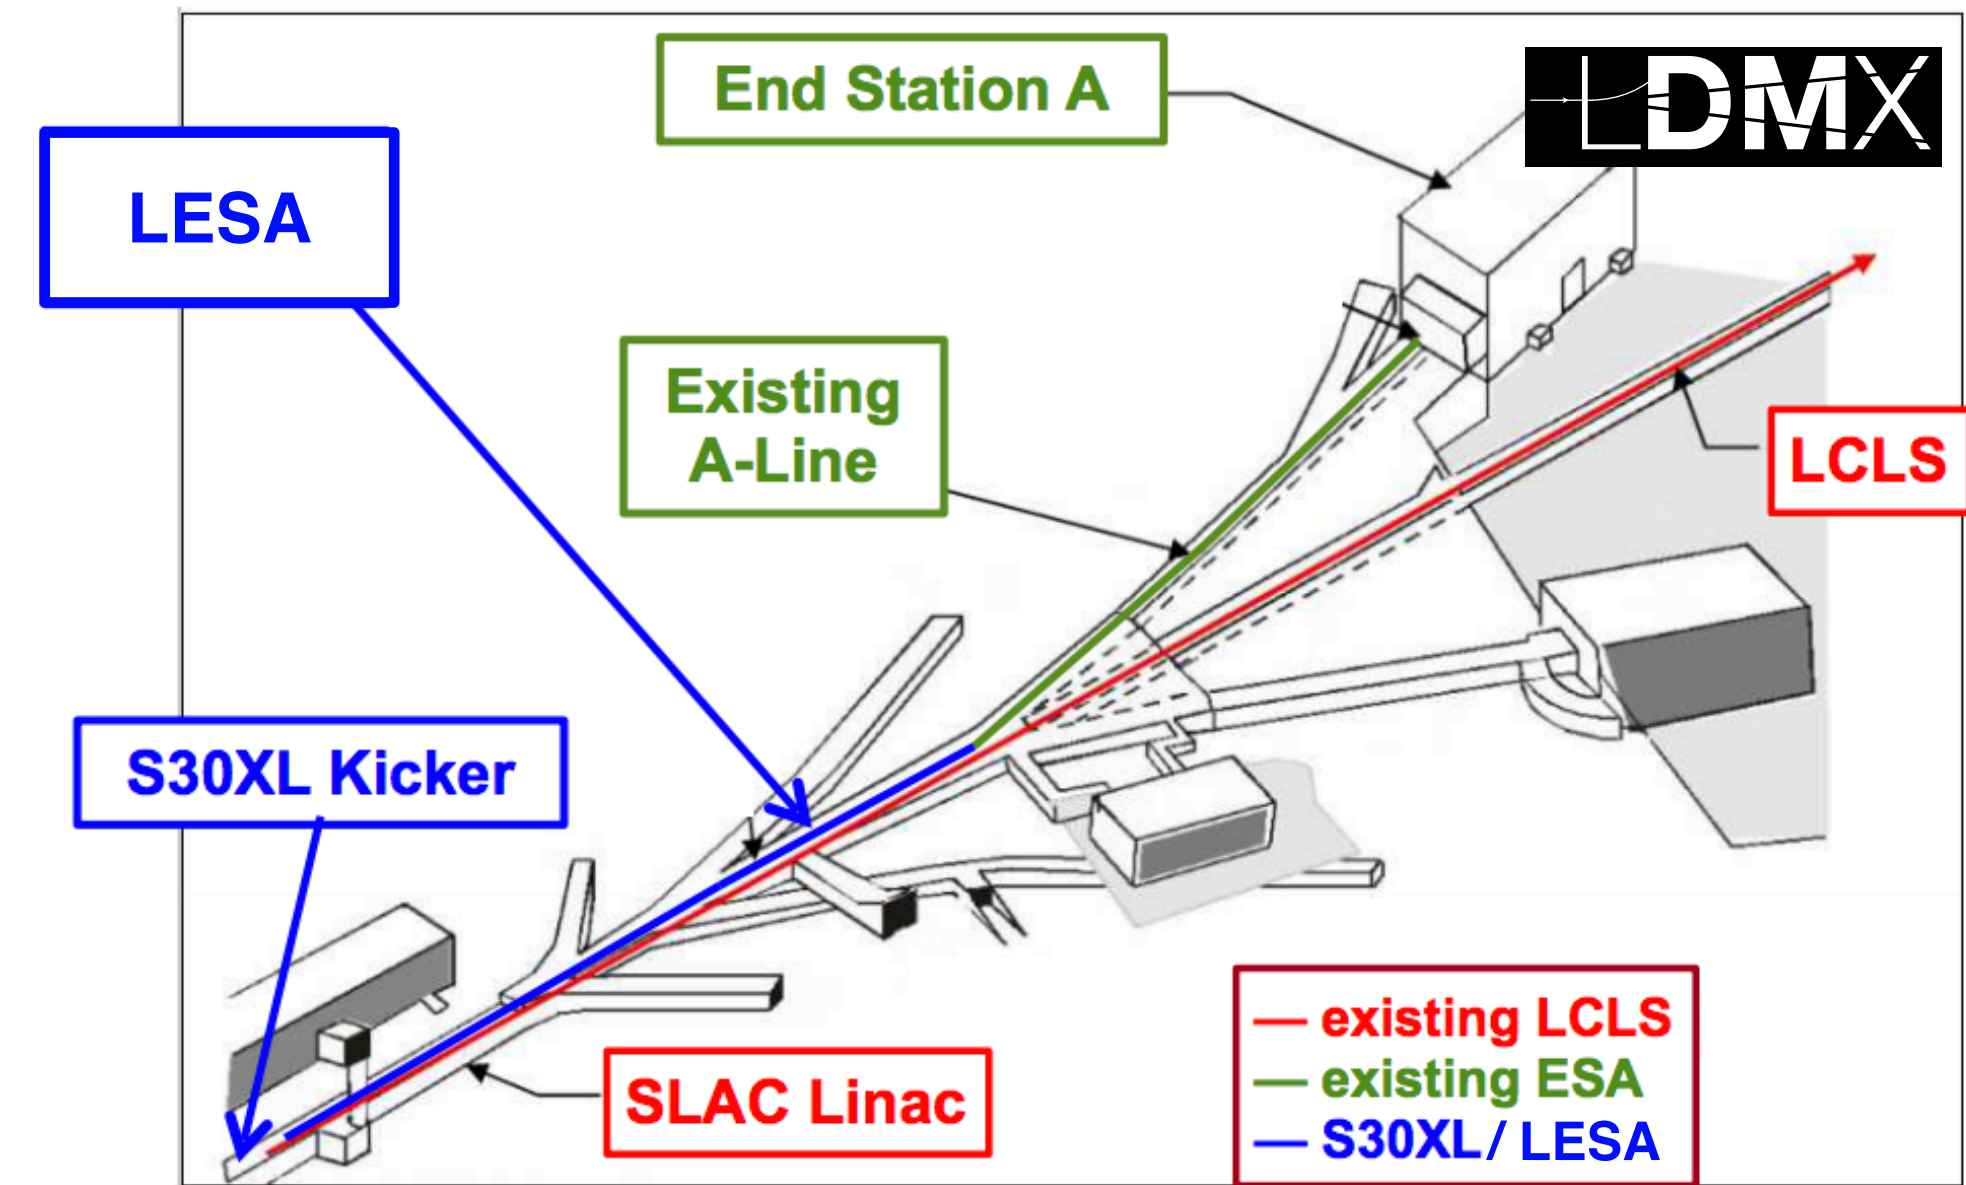 End Station A
LDMX
LESA
Existing
A-Line
LCLS
S30XL Kicker
SLAC Linac
existing LCLS
existing ESA
S30XL / LESA